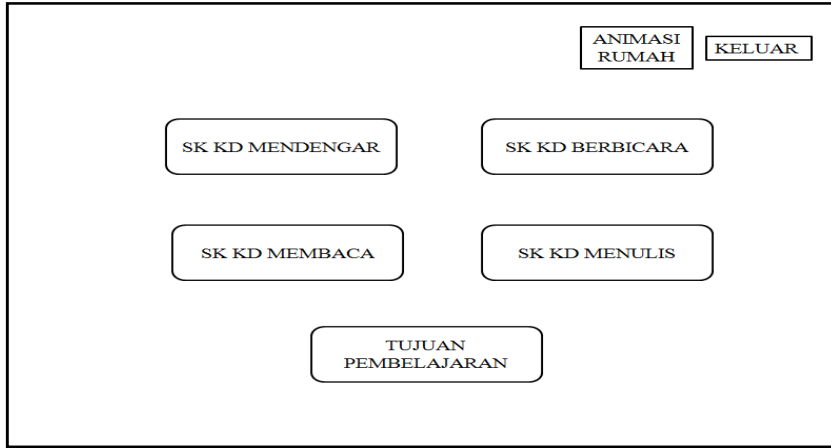 ANIMASI
RUMAH
KELUAR
SK KD MENDENGAR
SK KD BERBICARA
SK KD MEMBACA
SK KD MENULIS
TUJUAN
PEMBELAJARAN